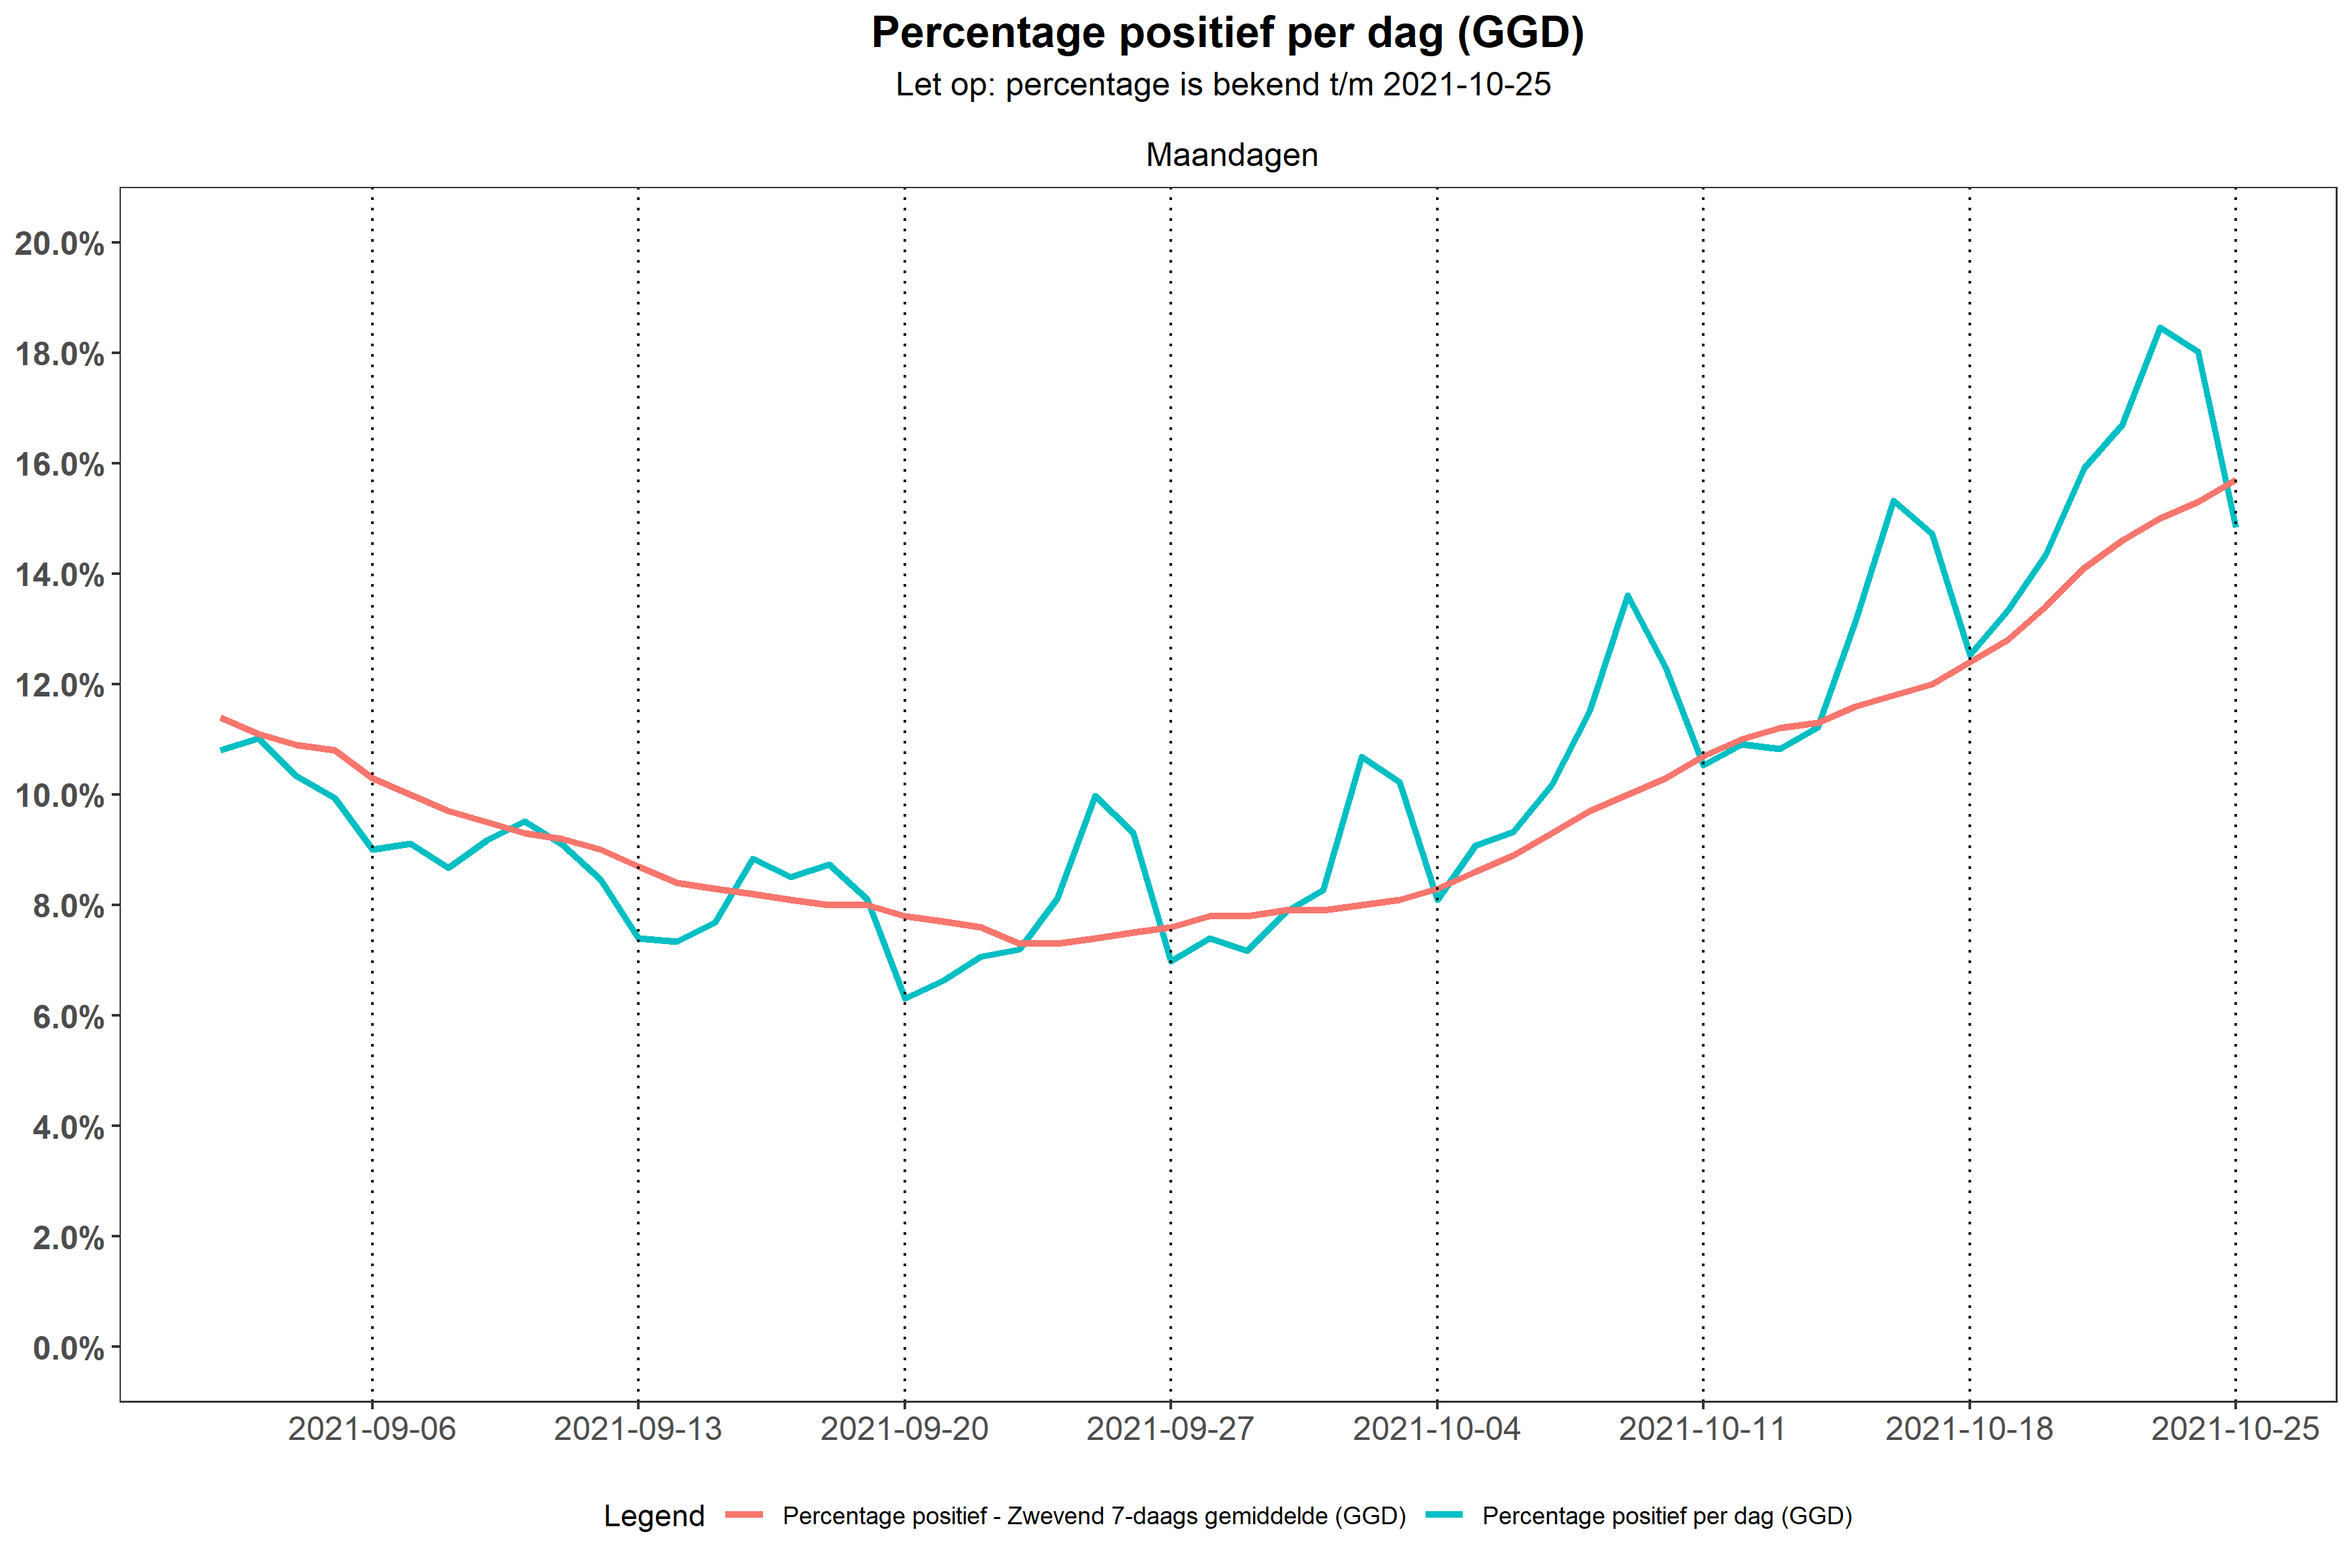 Percentage positief per dag (GGD)
Let op: percentage is bekend t/m 2021-10-25
Maandagen
20.0%
18.0%
16.0%
14.0%
12.0%
10.0%
8.0%
6.0%
4.0%
2.0%
0.0%
2021-09-06 2021-09-13 2021-09-20 2021-09-27 2021-10-04 2021-10-11 2021-10-18 2021-10-25
Legend Percentage positief - Zwevend 7-daags gemiddelde (GGD) Percentage positief per dag (GGD)